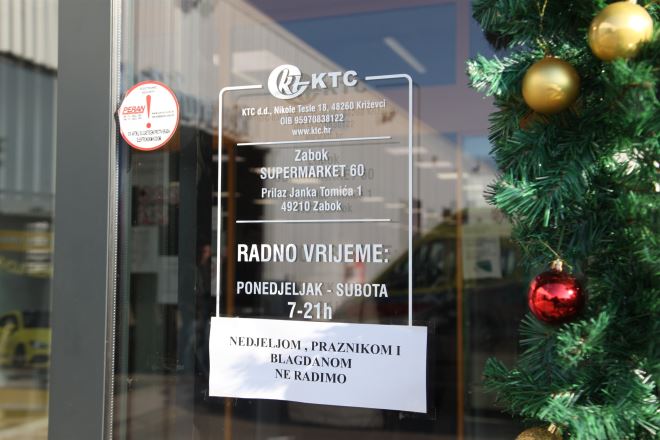 KTC
KTC d.d., Nikole Tesle 18, 48260 Križevci
OIB 95970838122
www.ktc.hr
Zabok
SUPERMARKET 60
Prilaz Janka Tomića 1
49210 Zabok
RADNO VRIJEME:
PONEDJELJAK - SUBOTA
7-21h
NEDJELJOM , PRAZNIKOM I
BLAGDANOM
NE RADIMO
PERAN